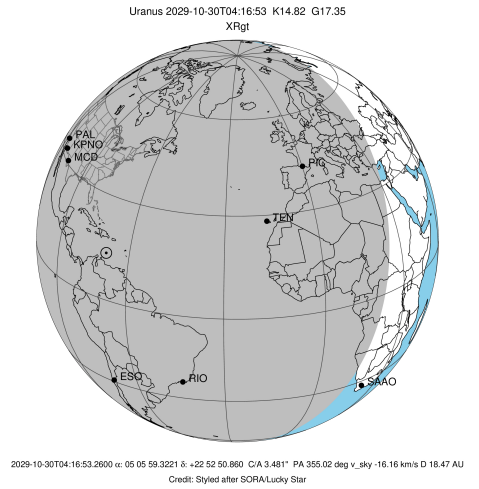 Uranus 2029-10-30T04:16:53 K14.82 G17.35
XRgt
PAL
KPNO
MCD
PIC
TEN
ESO
RIO
SAAO
2029-10-30T04:16:53.2600 α: 05 05 59.3221 δ: +22 52 50.860 C/A 3.481" PA 355.02 deg v_sky -16.16 km/s D 18.47 AU
Credit: Styled after SORA/Lucky Star